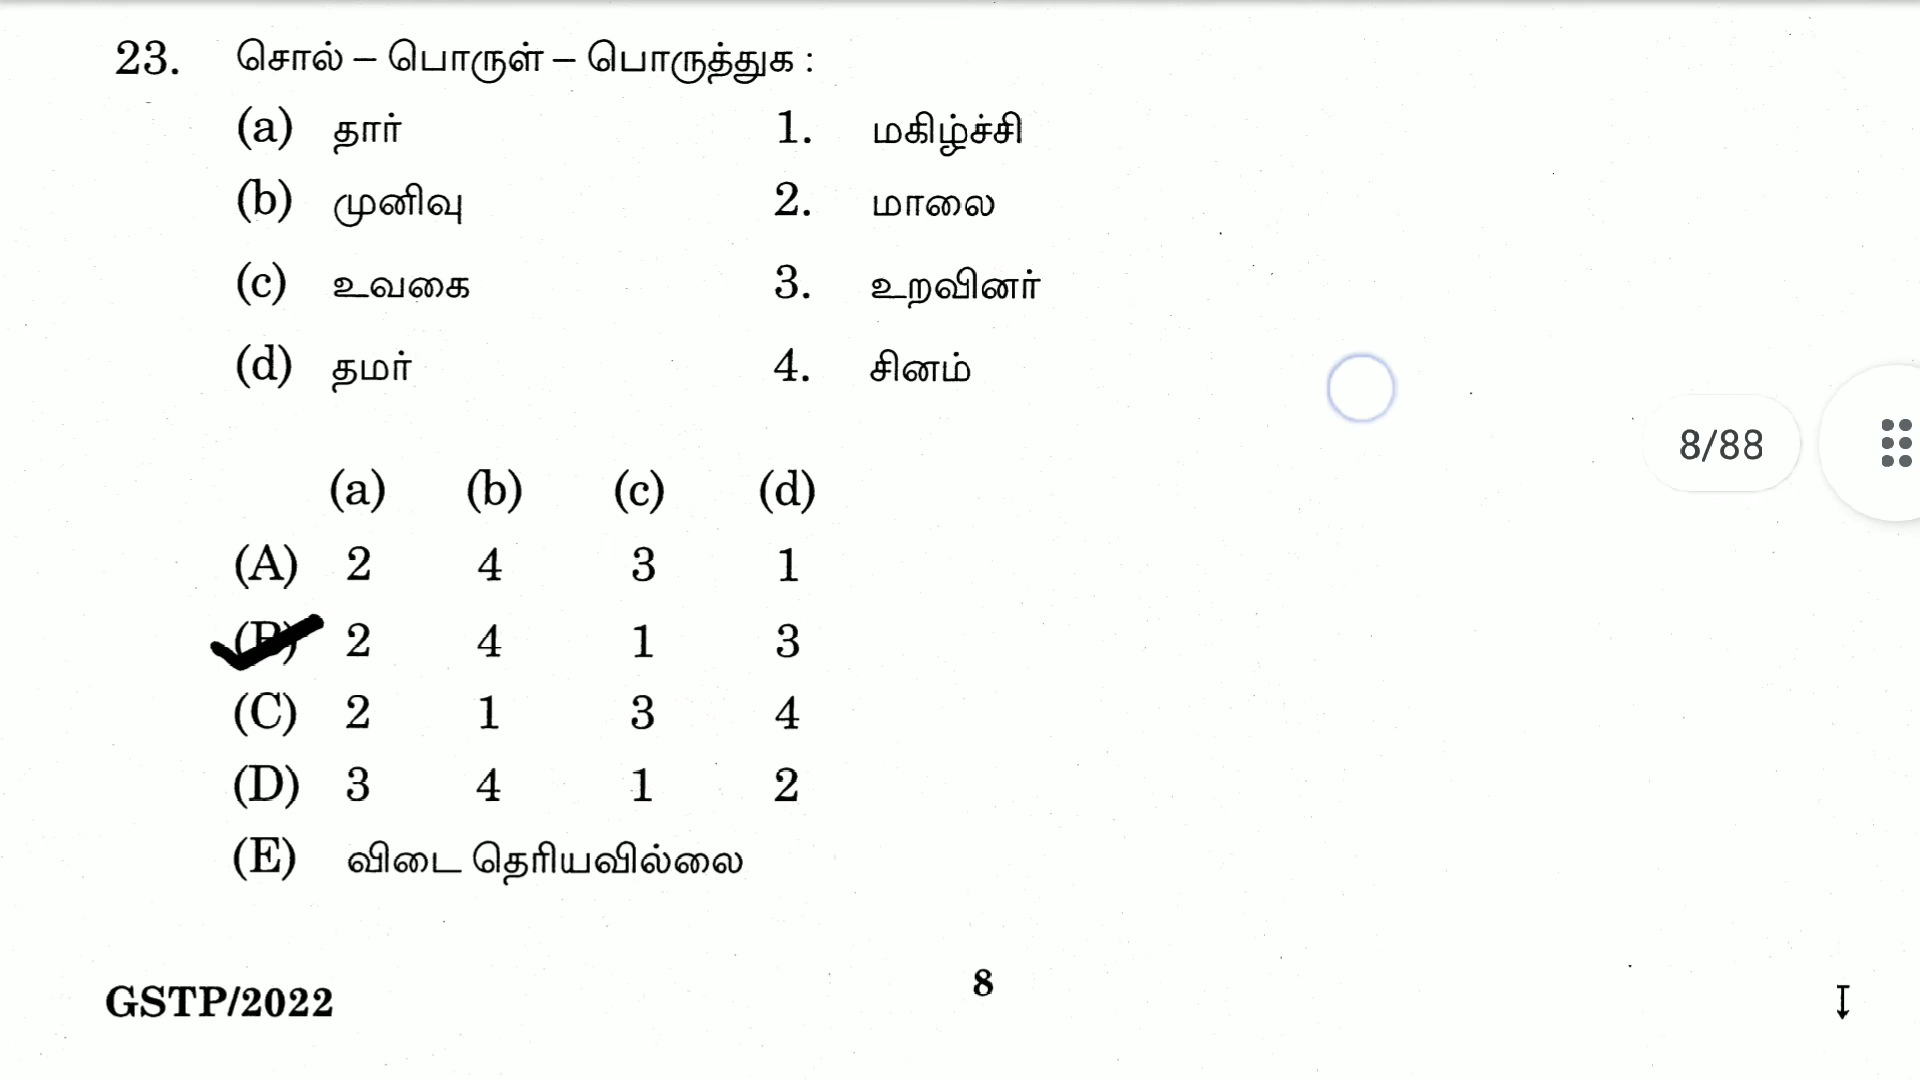 23. சொல் – பொருள் – பொருத்துக :
(a) தார் 1. மகிழ்ச்சி
(b) முனிவு 2. மாலை
(c) உவகை 3. உறவினர்
(d) தமர் 4. சினம்
(a) (b) (c) (d)
(A) 2 4 3 1
(B) 2 4 1 3
(C) 2 1 3 4
(D) 3 4 1 2
(E) விடை தெரியவில்லை
8/88
GSTP/2022 8